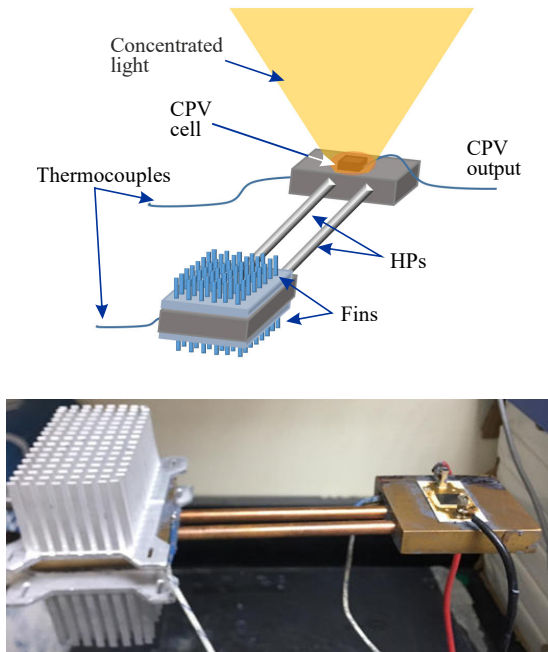 Concentrated
light
CPV
cell
CPV
output
Thermocouples
HPs
Fins